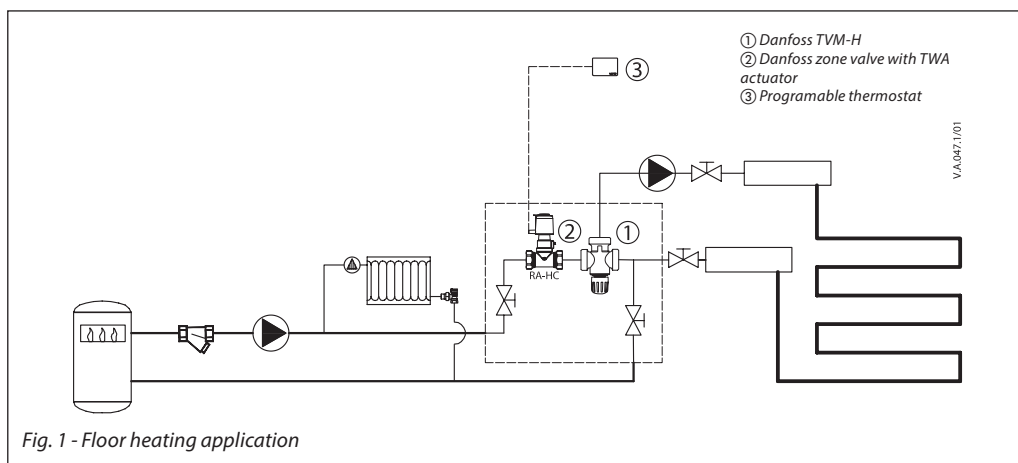 ① Danfoss TVM-H
② Danfoss zone valve with TWA
actuator
③ Programable thermostat
V.A.047.1/01
③
②
①
RA-HC
Fig. 1 - Floor heating application